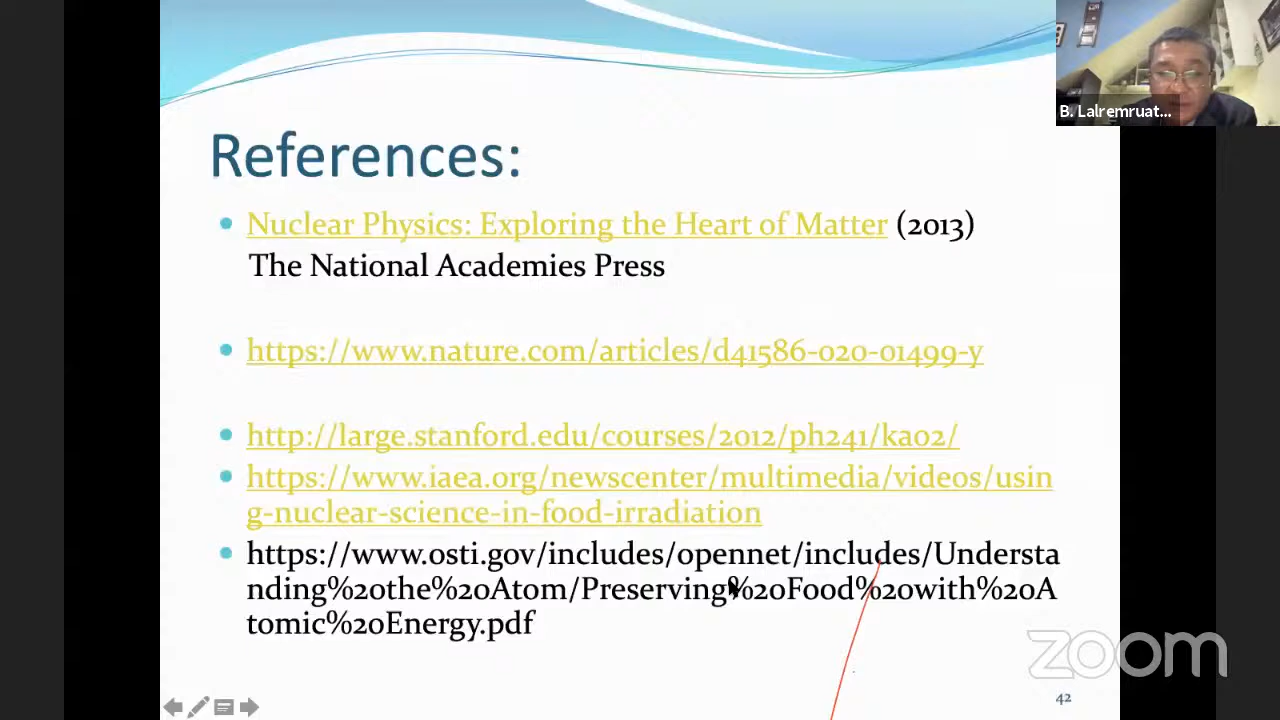 B. Lalremruat...
References:
Nuclear Physics: Exploring the Heart of Matter (2013)
The National Academies Press
https://www.nature.com/articles/d41586-020-01499-y
http://large.stanford.edu/courses/2012/ph241/ka02/
https://www.iaea.org/newscenter/multimedia/videos/usin
g-nuclear-science-in-food-irradiation
https://www.osti.gov/includes/opennet/includes/Understa
nding%20the%20Atom/Preserving%20Food%20with%20A
tomic%20Energy.pdf
zoom
42